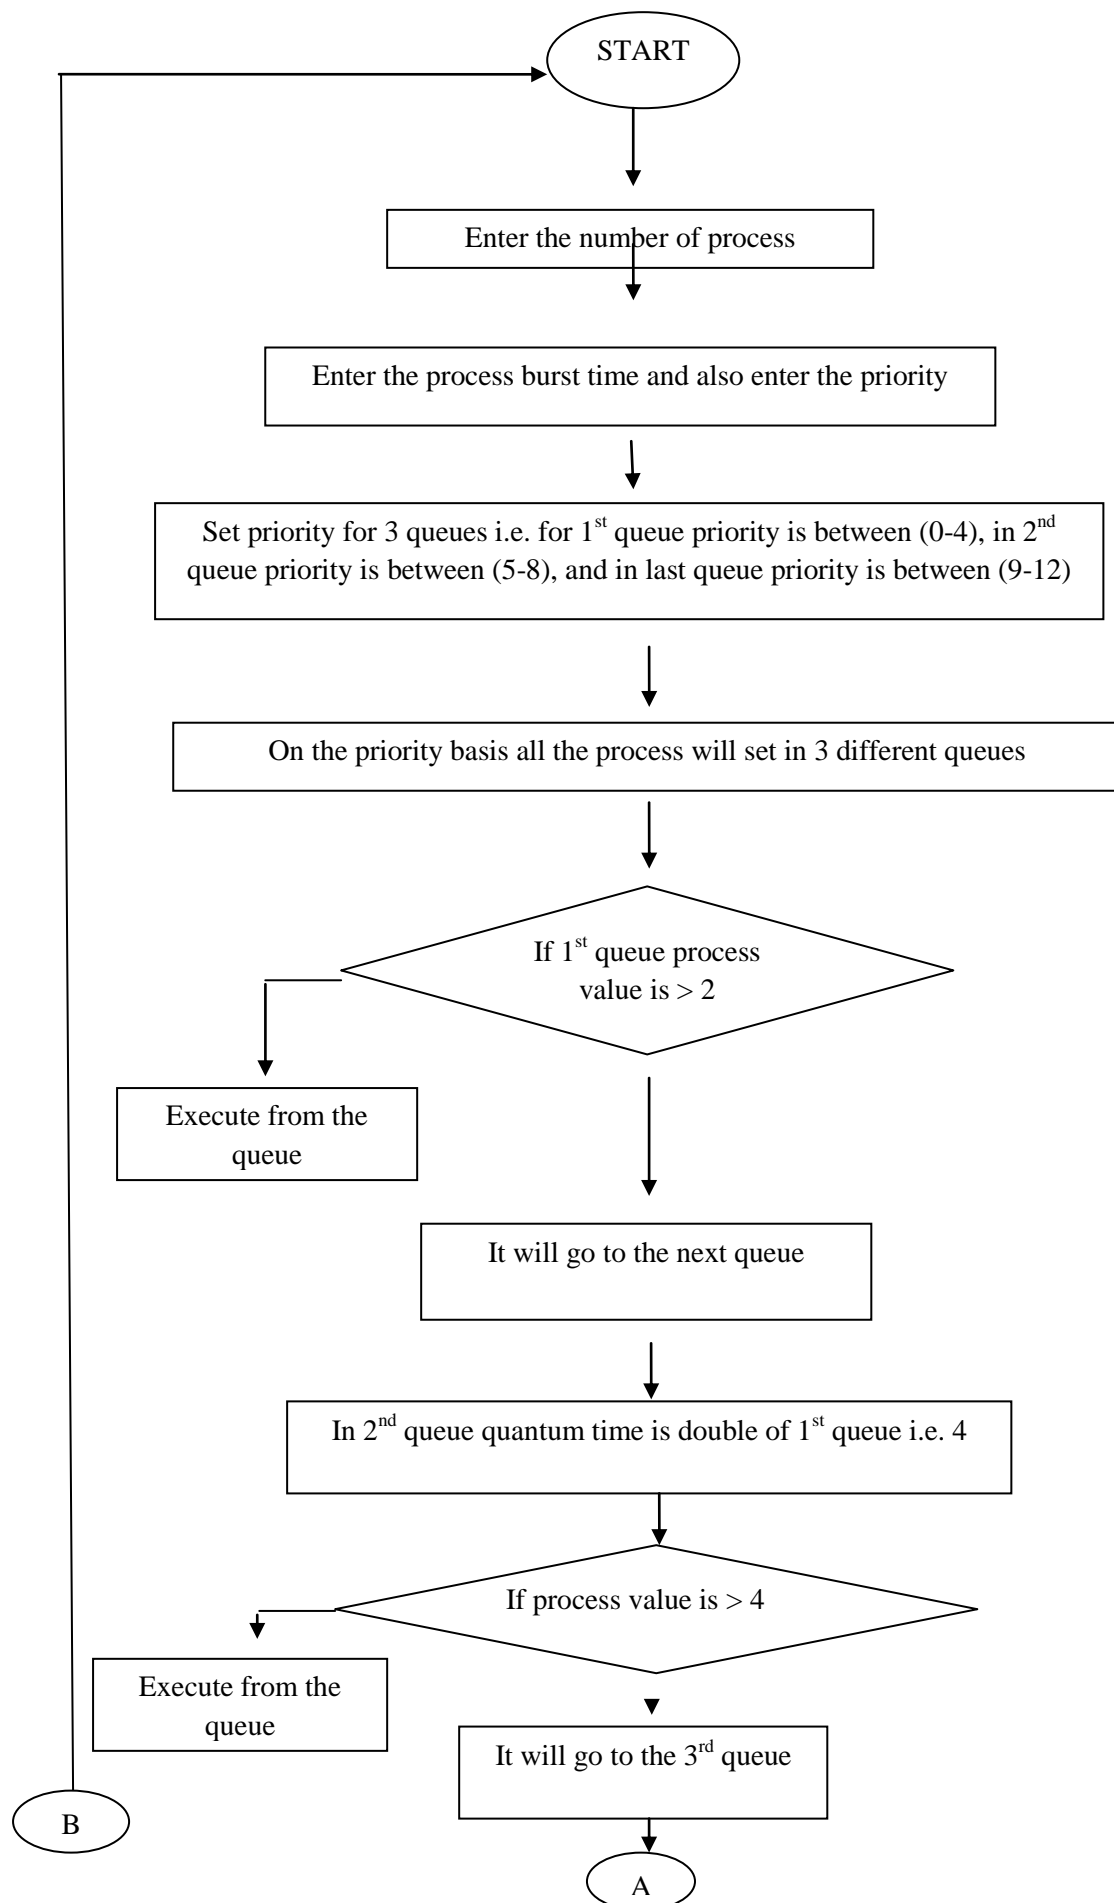 START
Enter the number of process
Enter the process burst time and also enter the priority
Set priority for 3 queues i.e. for 1st queue priority is between (0-4), in 2nd
queue priority is between (5-8), and in last queue priority is between (9-12)
On the priority basis all the process will set in 3 different queues
If 1st queue process
value is > 2
Execute from the
queue
It will go to the next queue
In 2nd queue quantum time is double of 1st queue i.e. 4
If process value is > 4
Execute from the
queue
It will go to the 3rd queue
B
A